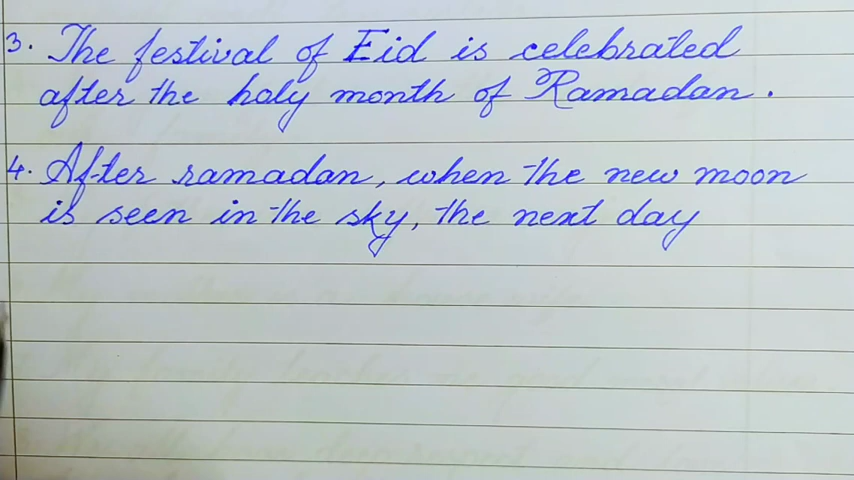 3. The festival of Eid is celebrated
after the holy month of Ramadan.
4. After ramadan, when the new moon
is seen in the sky, the next day